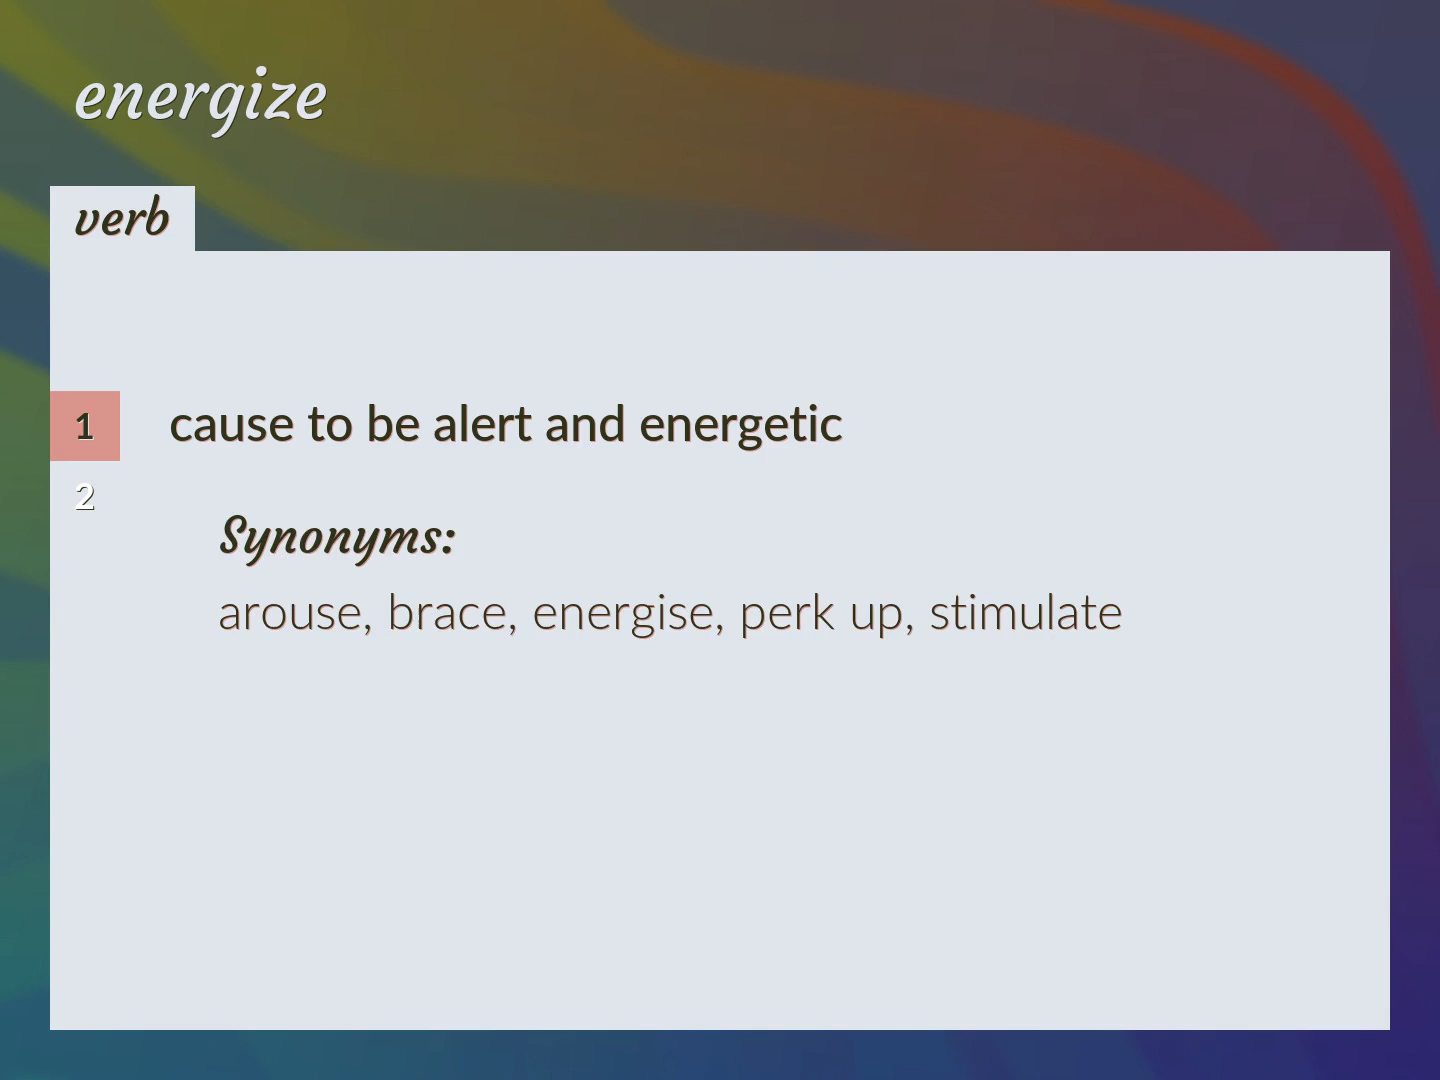 energize
verb
1 cause to be alert and energetic
2
Synonyms:
arouse, brace, energise, perk up, stimulate